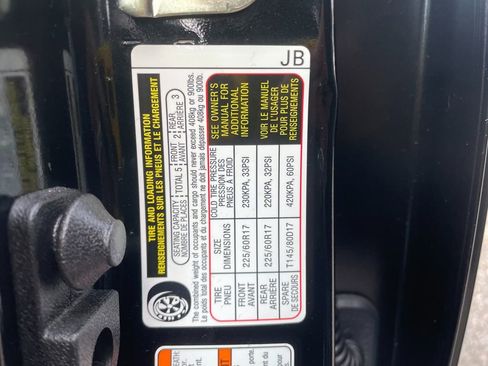 TIRE AND LOADING INFORMATION
RENSEIGNEMENTS SUR LES PNEUS ET LE CHARGEMENT
SEATING CAPACITY TOTAL 5 FRONT 2 REAR 3
NOMBRE DE PLACES AVANT ARRIÈRE
The combined weight of occupants and cargo should never exceed 408kg or 900lbs.
Le poids total des occupants et du chargement ne doit jamais dépasser 408kg ou 900lb.
TIRE SIZE COLD TIRE PRESSURE
PNEU DIMENSIONS PRESSION DES PNEUS À FROID
FRONT AVANT 225/60R17 230KPA, 33PSI
REAR ARRIÈRE 225/60R17 220KPA, 32PSI
SPARE DE SECOURS T145/80D17 420KPA, 60PSI
SEE OWNER'S
MANUAL FOR
ADDITIONAL
INFORMATION
VOIR LE MANUEL
DE L'USAGER
POUR PLUS DE
RENSEIGNEMENTS
JB